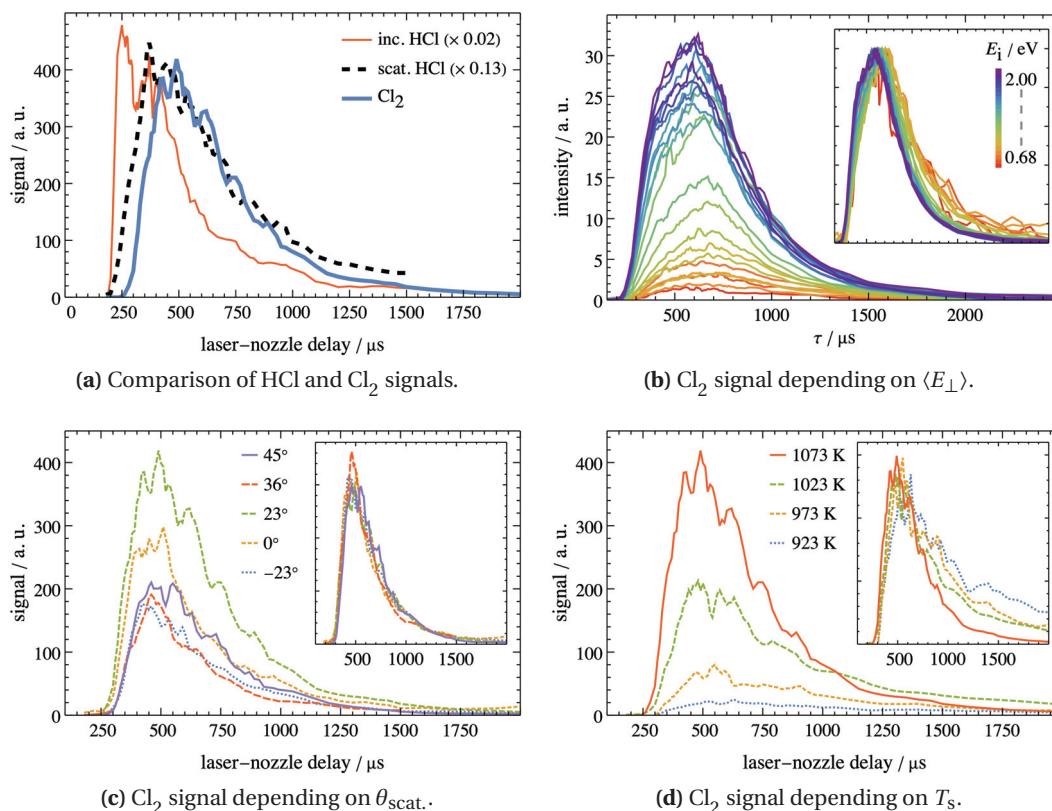 signal / a. u.
400
300
200
100
0
inc. HCl (× 0.02)
scat. HCl (× 0.13)
Cl₂
0 250 500 750 1000 1250 1500 1750
laser–nozzle delay / µs
(a) Comparison of HCl and Cl₂ signals.
intensity / a. u.
30
25
20
15
10
5
0
Eᵢ / eV
2.00
0.68
500 1000 1500 2000
τ / µs
(b) Cl₂ signal depending on ⟨E⊥⟩.
signal / a. u.
400
300
200
100
0
45°
36°
23°
0°
−23°
500 1000 1500
250 500 750 1000 1250 1500 1750
laser–nozzle delay / µs
(c) Cl₂ signal depending on θscat..
signal / a. u.
400
300
200
100
0
1073 K
1023 K
973 K
923 K
500 1000 1500
250 500 750 1000 1250 1500 1750
laser–nozzle delay / µs
(d) Cl₂ signal depending on Tₛ.